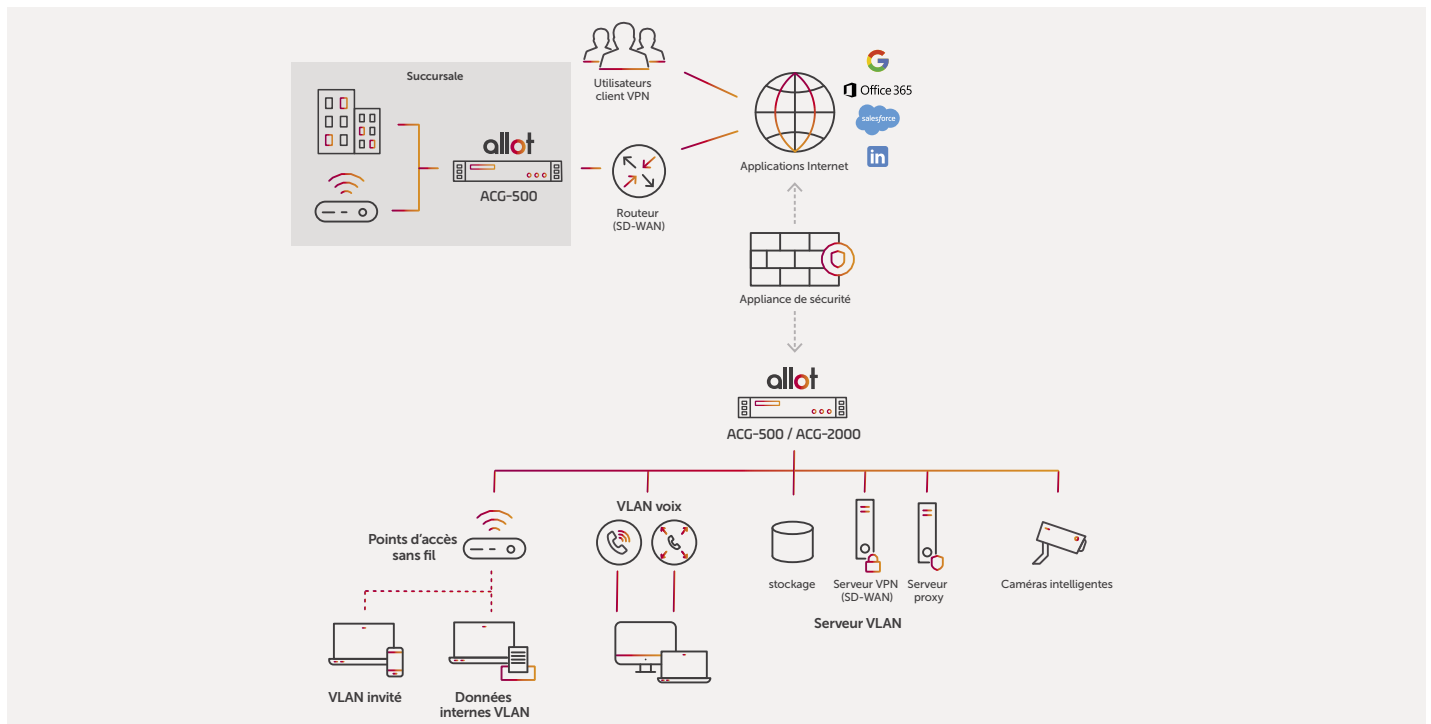 Succursale
allot
ACG-500
Utilisateurs
client VPN
Routeur
(SD-WAN)
Applications Internet
Office 365
salesforce
in
Appliance de sécurité
allot
ACG-500 / ACG-2000
Points d'accès
sans fil
VLAN voix
stockage
Serveur VPN
(SD-WAN)
Serveur
proxy
Caméras intelligentes
Serveur VLAN
VLAN invité
Données
internes VLAN